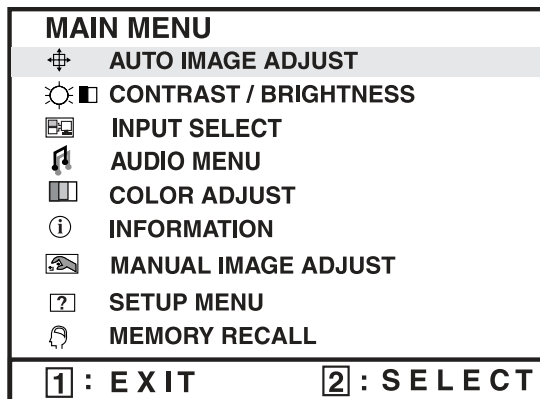 MAIN MENU
AUTO IMAGE ADJUST
CONTRAST / BRIGHTNESS
INPUT SELECT
AUDIO MENU
COLOR ADJUST
i INFORMATION
MANUAL IMAGE ADJUST
? SETUP MENU
MEMORY RECALL
1 : EXIT 2 : SELECT